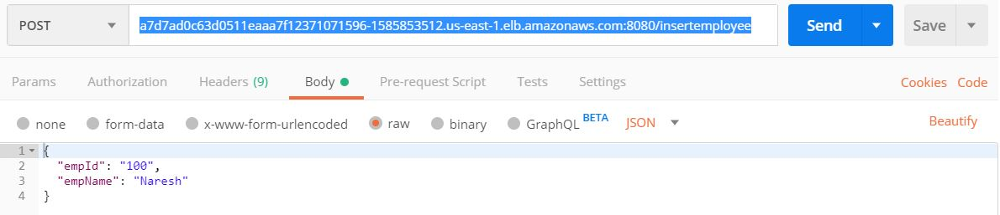 POST a7d7ad0c63d0511eaaa7f12371071596-1585853512.us-east-1.elb.amazonaws.com:8080/insertemployee Send Save
Params Authorization Headers (9) Body Pre-request Script Tests Settings Cookies Code
none form-data x-www-form-urlencoded raw binary GraphQL BETA JSON Beautify
1 {
2 "empId": "100",
3 "empName": "Naresh"
4 }